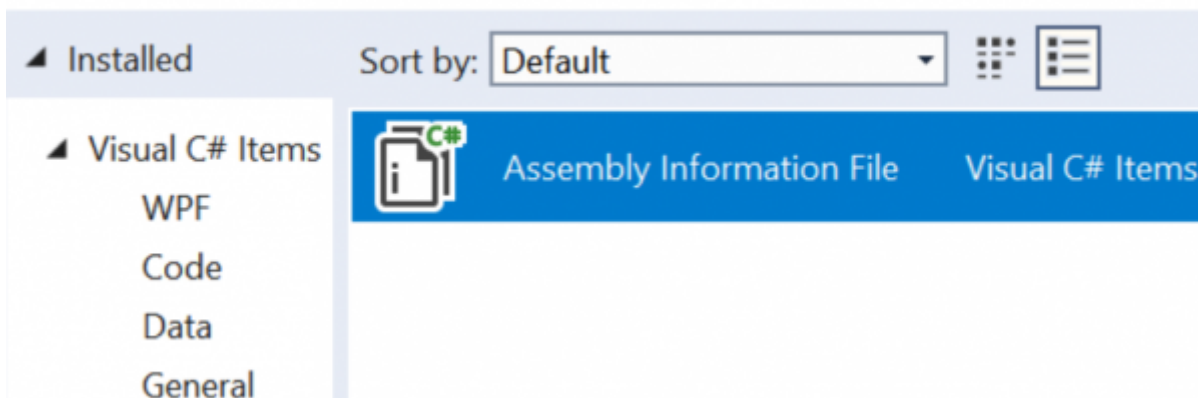 Installed
Sort by: Default
Visual C# Items
WPF
Code
Data
General
C#
i
Assembly Information File
Visual C# Items